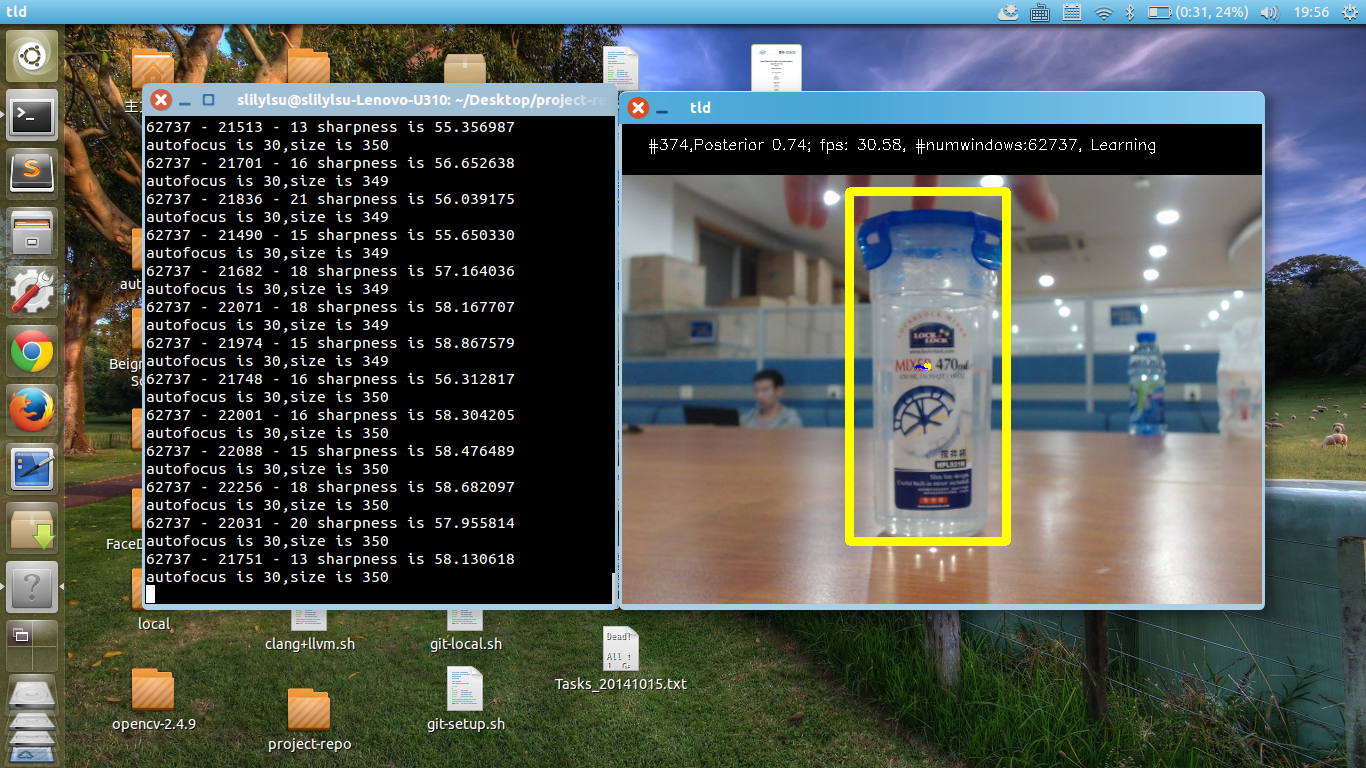 tld
(0:31, 24%)
19:56
slilylsu@slilylsu-Lenovo-U310: ~/Desktop/project-re
62737 - 21513 - 13 sharpness is 55.356987
autofocus is 30,size is 350
62737 - 21701 - 16 sharpness is 56.652638
autofocus is 30,size is 349
62737 - 21836 - 21 sharpness is 56.039175
autofocus is 30,size is 349
62737 - 21490 - 15 sharpness is 55.650330
autofocus is 30,size is 349
62737 - 21682 - 18 sharpness is 57.164036
autofocus is 30,size is 349
62737 - 22071 - 18 sharpness is 58.167707
autofocus is 30,size is 349
62737 - 21974 - 15 sharpness is 58.867579
autofocus is 30,size is 349
62737 - 21748 - 16 sharpness is 56.312817
autofocus is 30,size is 350
62737 - 22001 - 16 sharpness is 58.304205
autofocus is 30,size is 350
62737 - 22088 - 15 sharpness is 58.476489
autofocus is 30,size is 350
62737 - 22256 - 18 sharpness is 58.682097
autofocus is 30,size is 350
62737 - 22031 - 20 sharpness is 57.955814
autofocus is 30,size is 350
62737 - 21751 - 13 sharpness is 58.130618
autofocus is 30,size is 350
tld
#374,Posterior 0.74; fps: 30.58, #numwindows:62737, Learning
LOCK
LOCK
MIXER 470ml
HPL931H
主
aut
Beign
Sc
FaceD
local
clang+llvm.sh
git-local.sh
Dead!
All t
Tasks_20141015.txt
opencv-2.4.9
project-repo
git-setup.sh